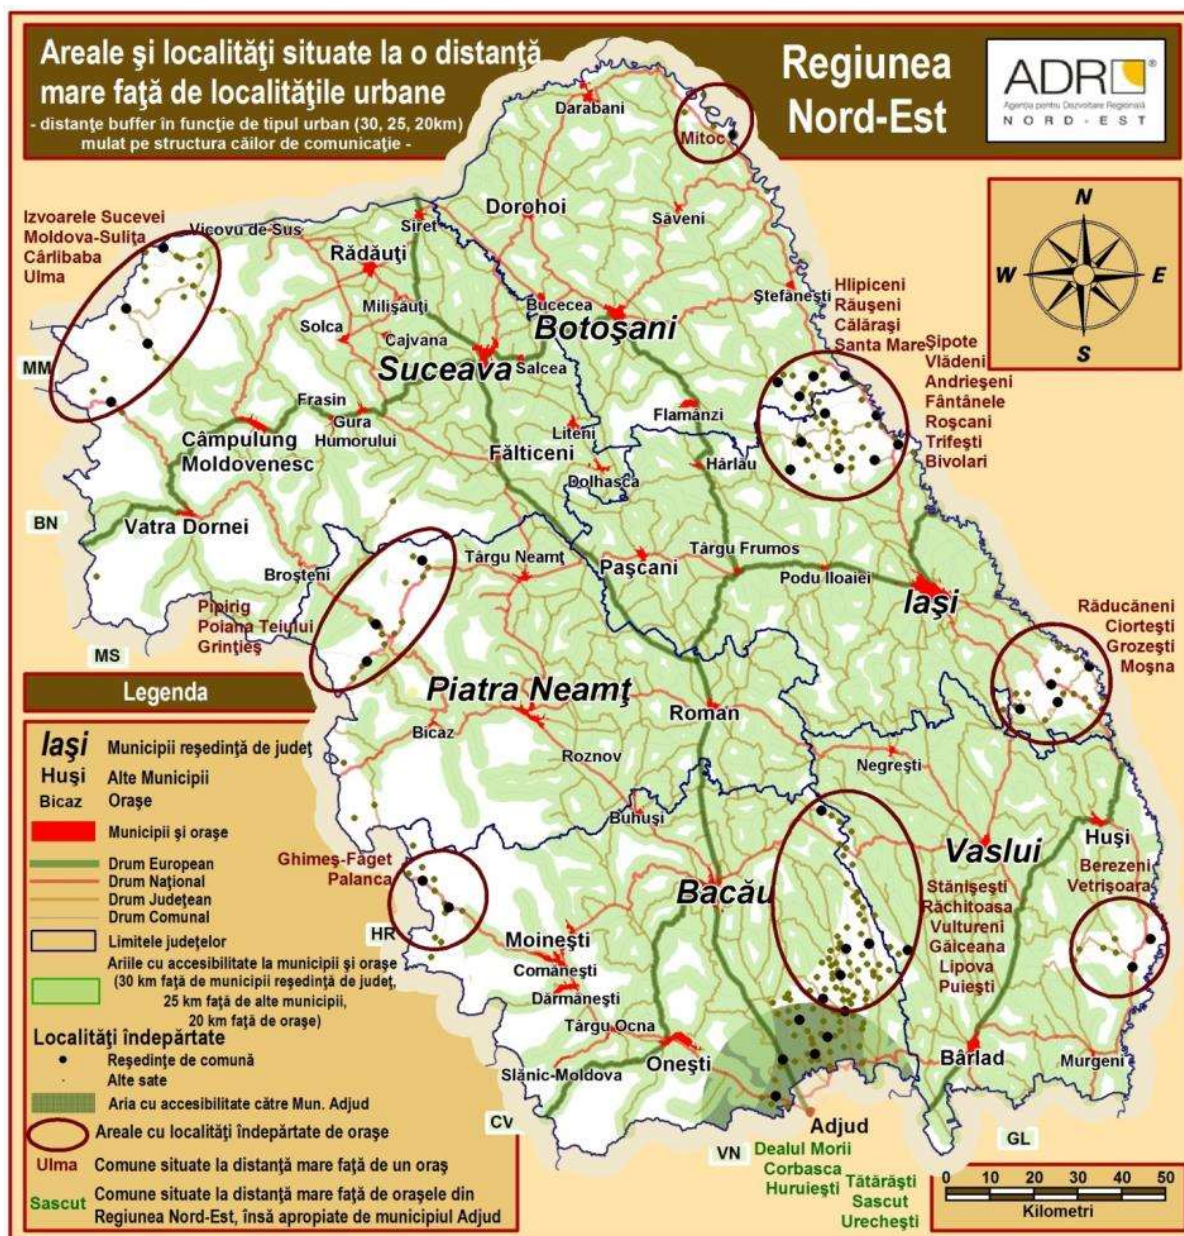 Areale şi localităţi situate la o distanţă
mare faţă de localităţile urbane
- distanţe buffer în funcţie de tipul urban (30, 25, 20km)
mulat pe structura căilor de comunicaţie -
Regiunea
Nord-Est
ADR
Agenţia pentru Dezvoltare Regională
NORD-EST
N
W
E
S
Darabani
Mitoc
Izvoarele Sucevei
Moldova-Suliţa
Cârlibaba
Ulma
Vicovu de Sus
Siret
Dorohoi
Săveni
Rădăuţi
Milişauţi
Bucecea
Ştefăneşti
Hlipiceni
Răuşeni
Călăraşi
Santa Mare
Solca
Cajvana
Botoşani
Suceava
Salcea
Şipote
Vlădeni
Andrieşeni
Fântânele
Roşcani
Trifeşti
Bivolari
MM
Frasin
Gura
Humorului
Câmpulung
Moldovenesc
Liteni
Flamânzi
Fălticeni
Dolhasca
Hârlău
BN
Vatra Dornei
Broşteni
Târgu Neamţ
Paşcani
Târgu Frumos
Podu Iloaiei
Iaşi
Pipirig
Poiana Teiului
Grinţieş
MS
Răducăneni
Ciorteşti
Grozeşti
Moşna
Piatra Neamţ
Roman
Bicaz
Roznov
Negreşti
Buhuşi
Huşi
Vaslui
Ghimeş-Făget
Palanca
HR
Bacău
Berezeni
Vetrişoara
Stănişeşti
Răchitoasa
Vultureni
Găiceana
Lipova
Puieşti
Moineşti
Comăneşti
Dărmăneşti
Târgu Ocna
Oneşti
Slănic-Moldova
Bârlad
Murgeni
CV
VN
GL
Adjud
Dealul Morii
Corbasca
Huruieşti
Tătărăşti
Sascut
Urecheşti
0 10 20 30 40 50
Kilometri
Legenda
Iaşi Municipii reşedinţă de judeţ
Huşi Alte Municipii
Bicaz Oraşe
Municipii şi oraşe
Drum European
Drum Naţional
Drum Judeţean
Drum Comunal
Limitele judeţelor
Ariile cu accesibilitate la municipii şi oraşe
(30 km faţă de municipii reşedinţă de judeţ,
25 km faţă de alte municipii,
20 km faţă de oraşe)
Localităţi îndepărtate
Reşedinţe de comună
Alte sate
Aria cu accesibilitate către Mun. Adjud
Areale cu localităţi îndepărtate de oraşe
Ulma Comune situate la distanţă mare faţă de un oraş
Sascut Comune situate la distanţă mare faţă de oraşele din
Regiunea Nord-Est, însă apropiate de municipiul Adjud